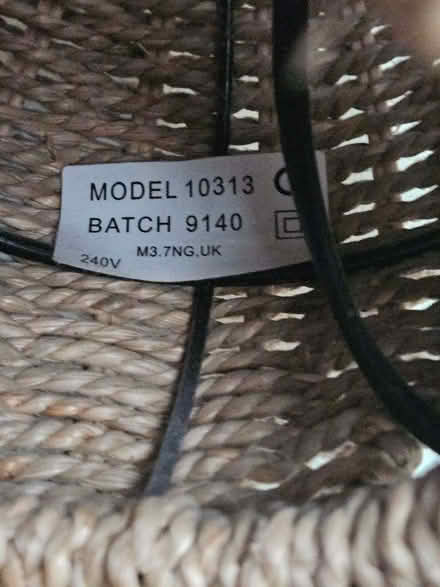 MODEL 10313
BATCH 9140
M3.7NG,UK
240V